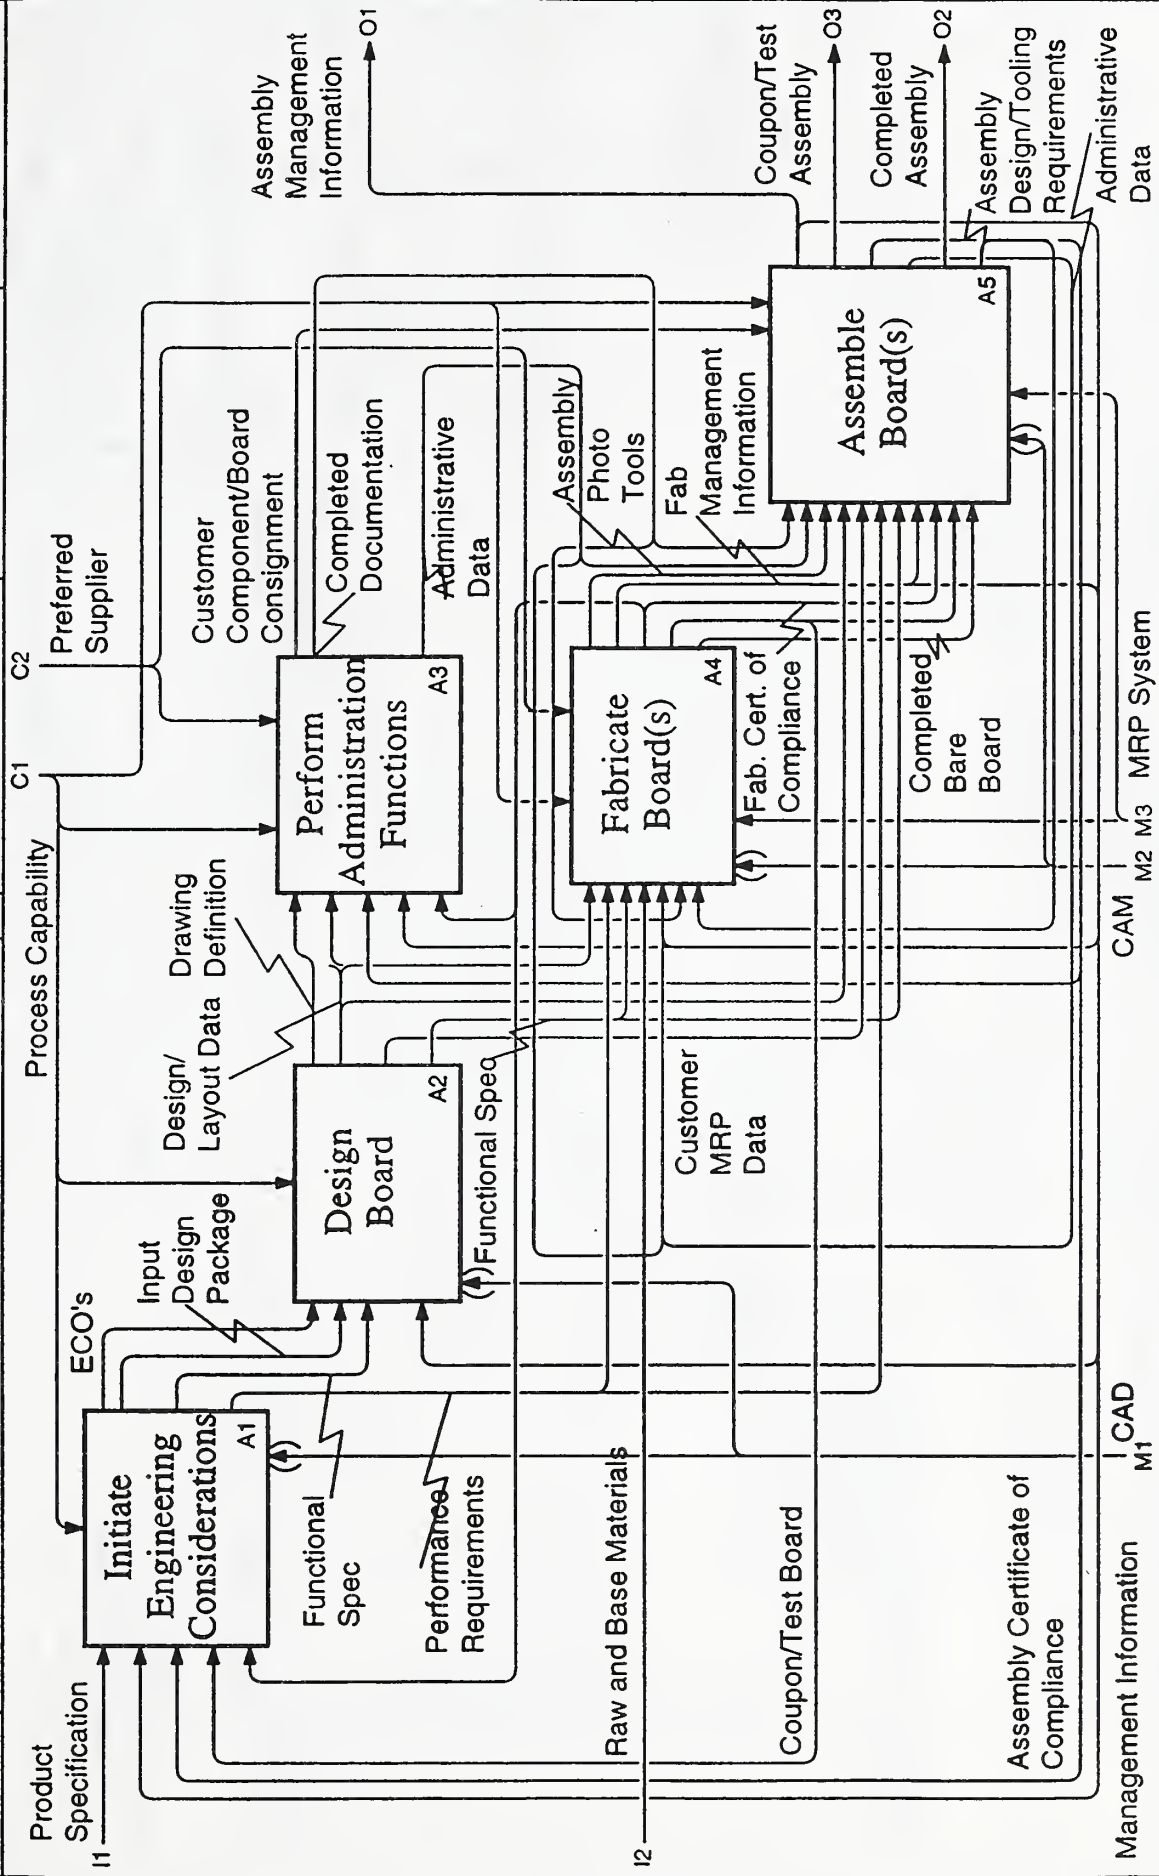 C1
C2
Process Capability
Preferred
Supplier
Product
Specification
I1
ECO's
Input
Design
Package
Design/
Layout Data
Drawing
Definition
Customer
Component/Board
Consignment
Completed
Documentation
Administrative
Data
Assembly
Management
Information
O1
Initiate
Engineering
Considerations
A1
Design
Board
A2
Perform
Administration
Functions
A3
Functional
Spec
Performance
Requirements
Functional Spec
Assembly
Photo
Tools
Fab
Management
Information
Fabricate
Board(s)
A4
Fab. Cert. of
Compliance
Completed
Bare
Board
Assemble
Board(s)
A5
Coupon/Test
Assembly
O3
Completed
Assembly
O2
Assembly
Design/Tooling
Requirements
Administrative
Data
I2
Raw and Base Materials
Customer
MRP
Data
Coupon/Test Board
Assembly Certificate of
Compliance
Management Information
CAD
M1
CAM
M2
M3
MRP System